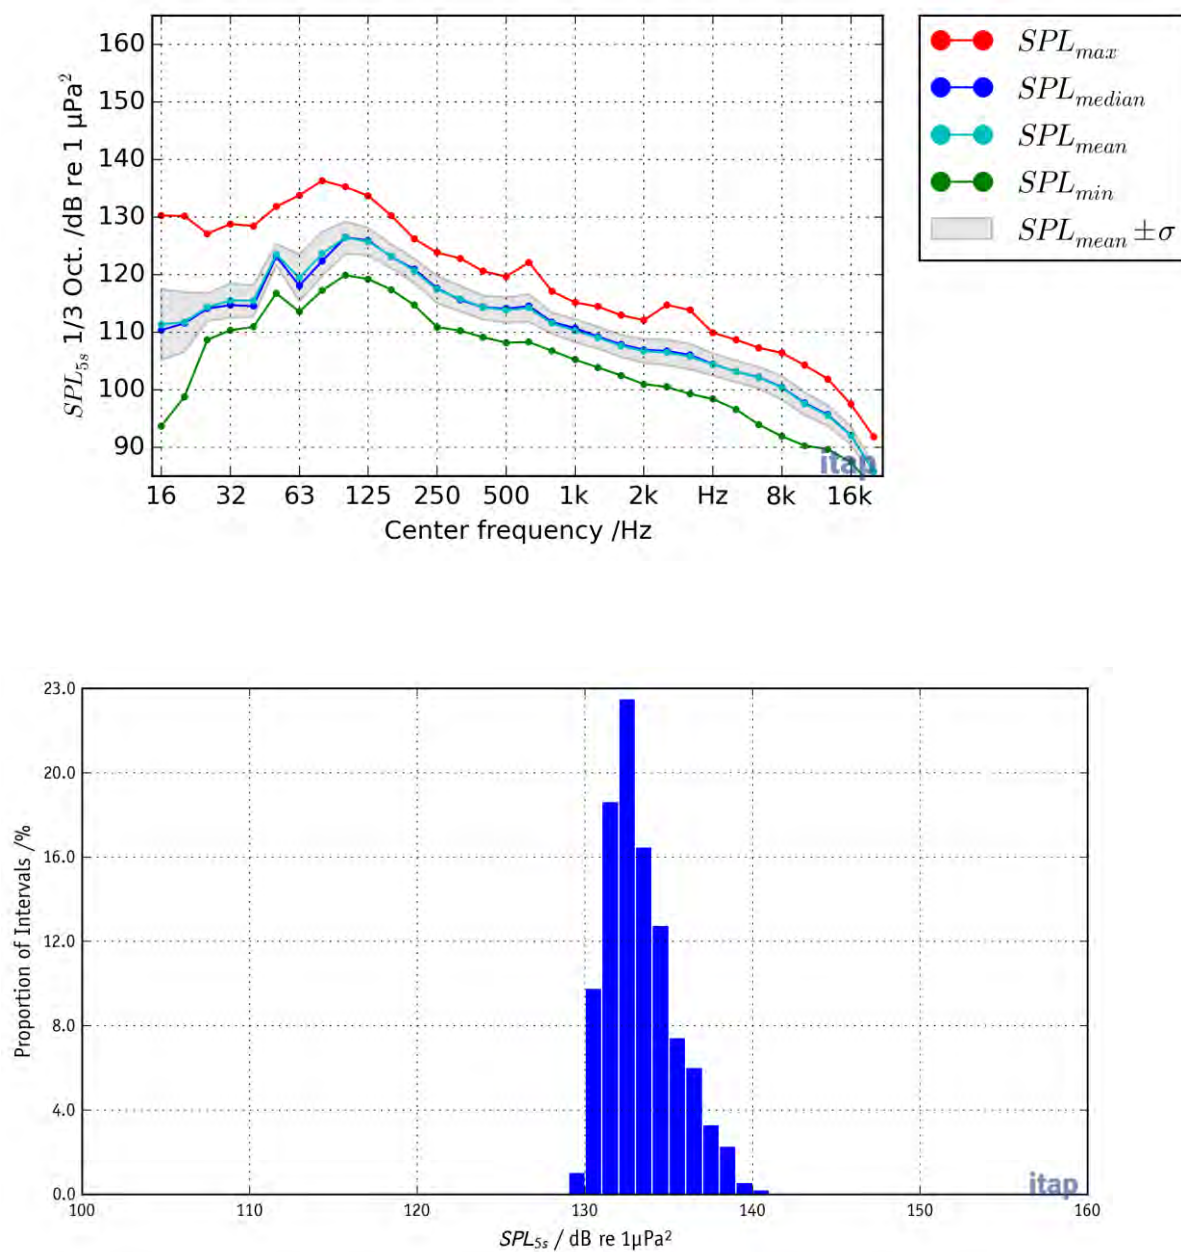 160
150
140
130
120
110
100
90
SPL5s 1/3 Oct. /dB re 1 µPa²
16 32 63 125 250 500 1k 2k Hz 8k 16k
Center frequency /Hz
SPLmax
SPLmedian
SPLmean
SPLmin
SPLmean ±σ
itap
23.0
20.0
16.0
12.0
8.0
4.0
0.0
Proportion of Intervals /%
100 110 120 130 140 150 160
SPL5s / dB re 1µPa²
itap